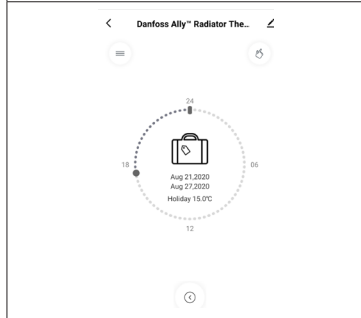 Danfoss Ally™ Radiator The..
24
18
06
Aug 21,2020
Aug 27,2020
Holiday 15.0°C
12